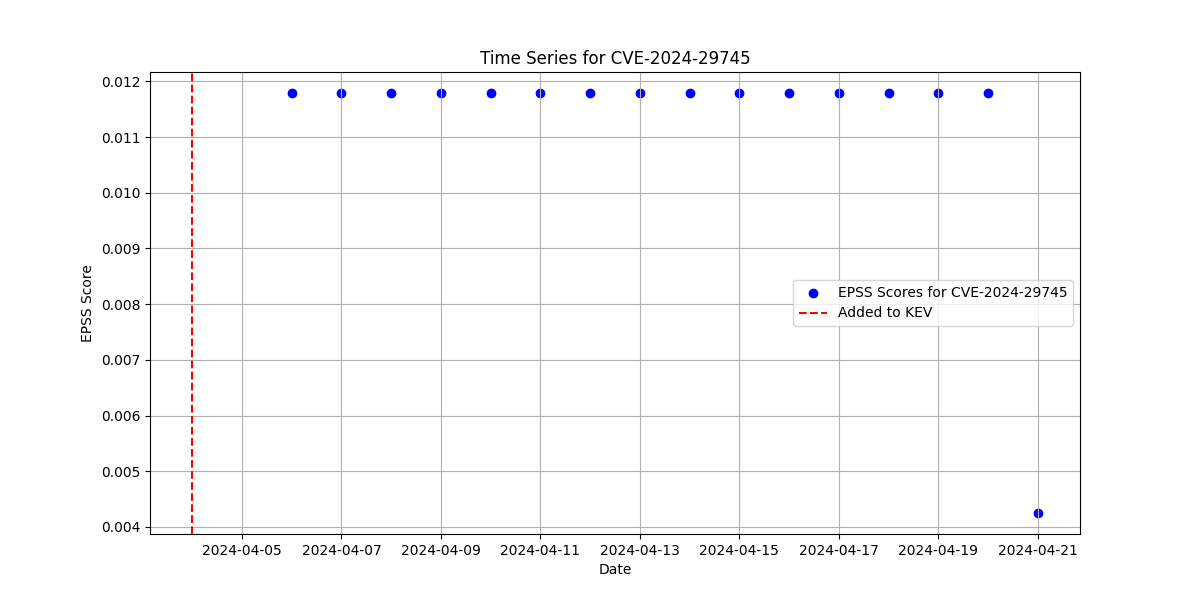 Time Series for CVE-2024-29745
0.012
0.011
0.010
0.009
0.008
0.007
0.006
0.005
0.004
EPSS Score
EPSS Scores for CVE-2024-29745
Added to KEV
2024-04-05 2024-04-07 2024-04-09 2024-04-11 2024-04-13 2024-04-15 2024-04-17 2024-04-19 2024-04-21
Date